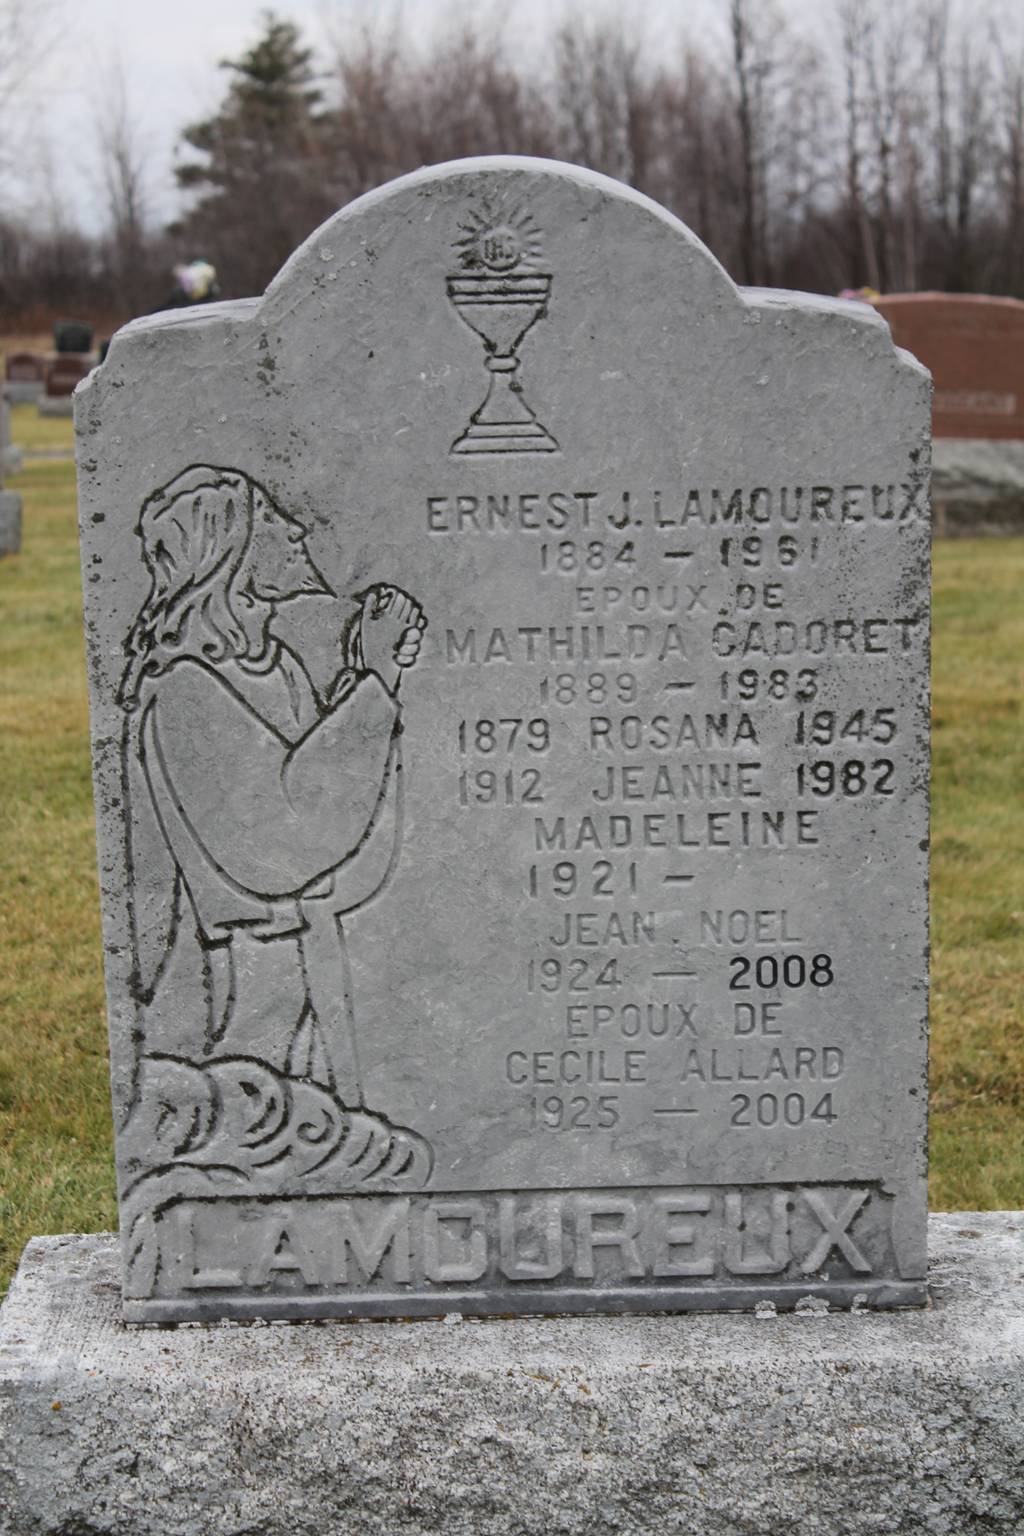 IHS
ERNEST J. LAMOUREUX
1884 — 1961
EPOUX DE
MATHILDA CADORET
1889 — 1983
1879 ROSANA 1945
1912 JEANNE 1982
MADELEINE
1921 —
JEAN NOEL
1924 — 2008
EPOUX DE
CECILE ALLARD
1925 — 2004
LAMOUREUX